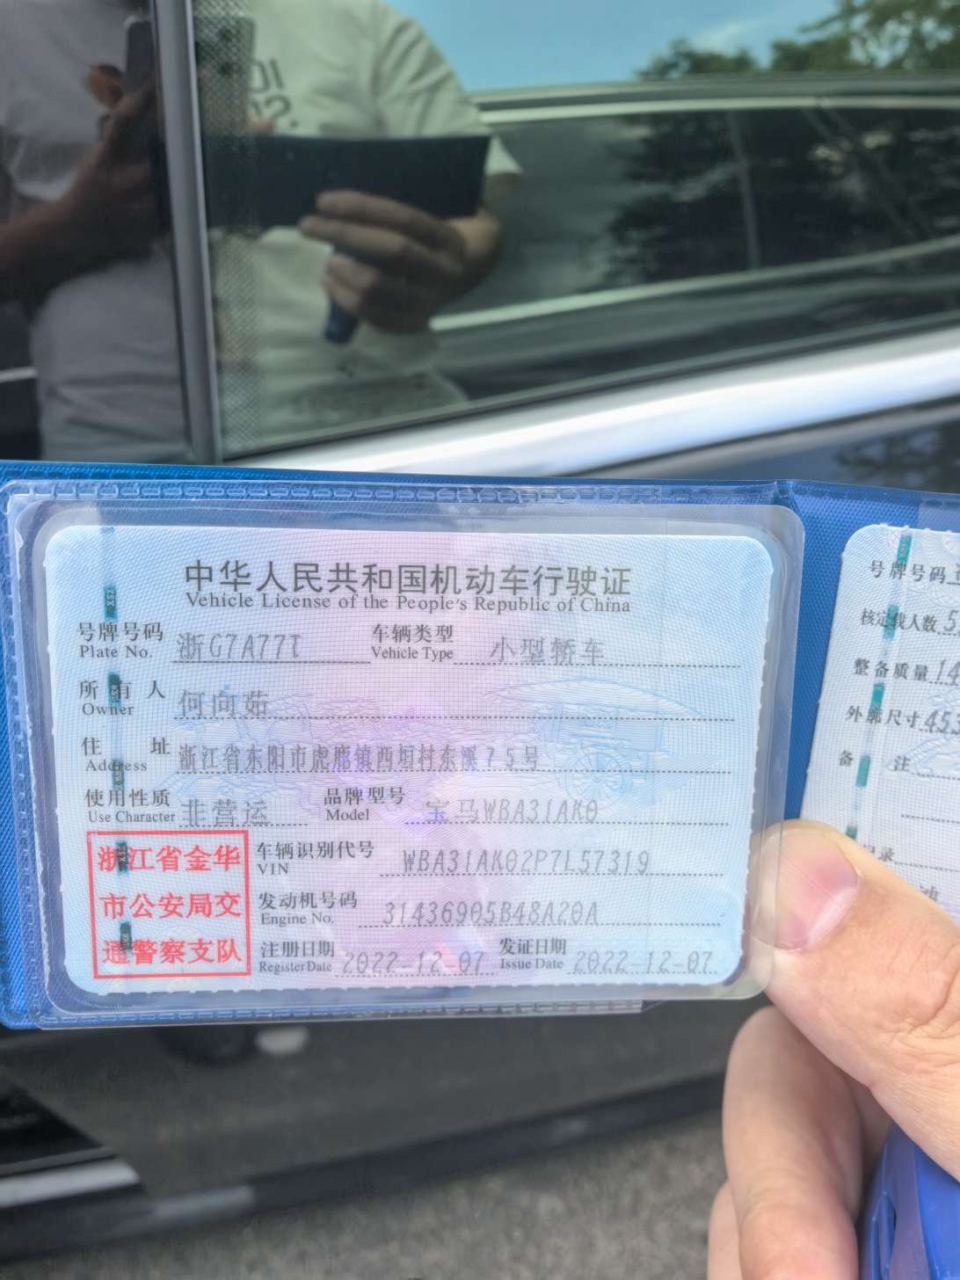 中华人民共和国机动车行驶证
Vehicle License of the People's Republic of China
号牌号码 浙G7A77T 车辆类型 小型轿车
Plate No. Vehicle Type
所有人 何向茹
Owner
住址 浙江省东阳市虎鹿镇西垣村东溪75号
Address
使用性质 非营运 品牌型号 宝马WBA31AK0
Use Character Model
浙江省金华
市公安局交
通警察支队
车辆识别代号 WBA31AK02P7L57319
VIN
发动机号码 31436905B48A20A
Engine No.
注册日期 2022-12-07 发证日期 2022-12-07
Register Date Issue Date
号牌号码
核定载人数 5
整备质量 14
外廓尺寸 453
备注